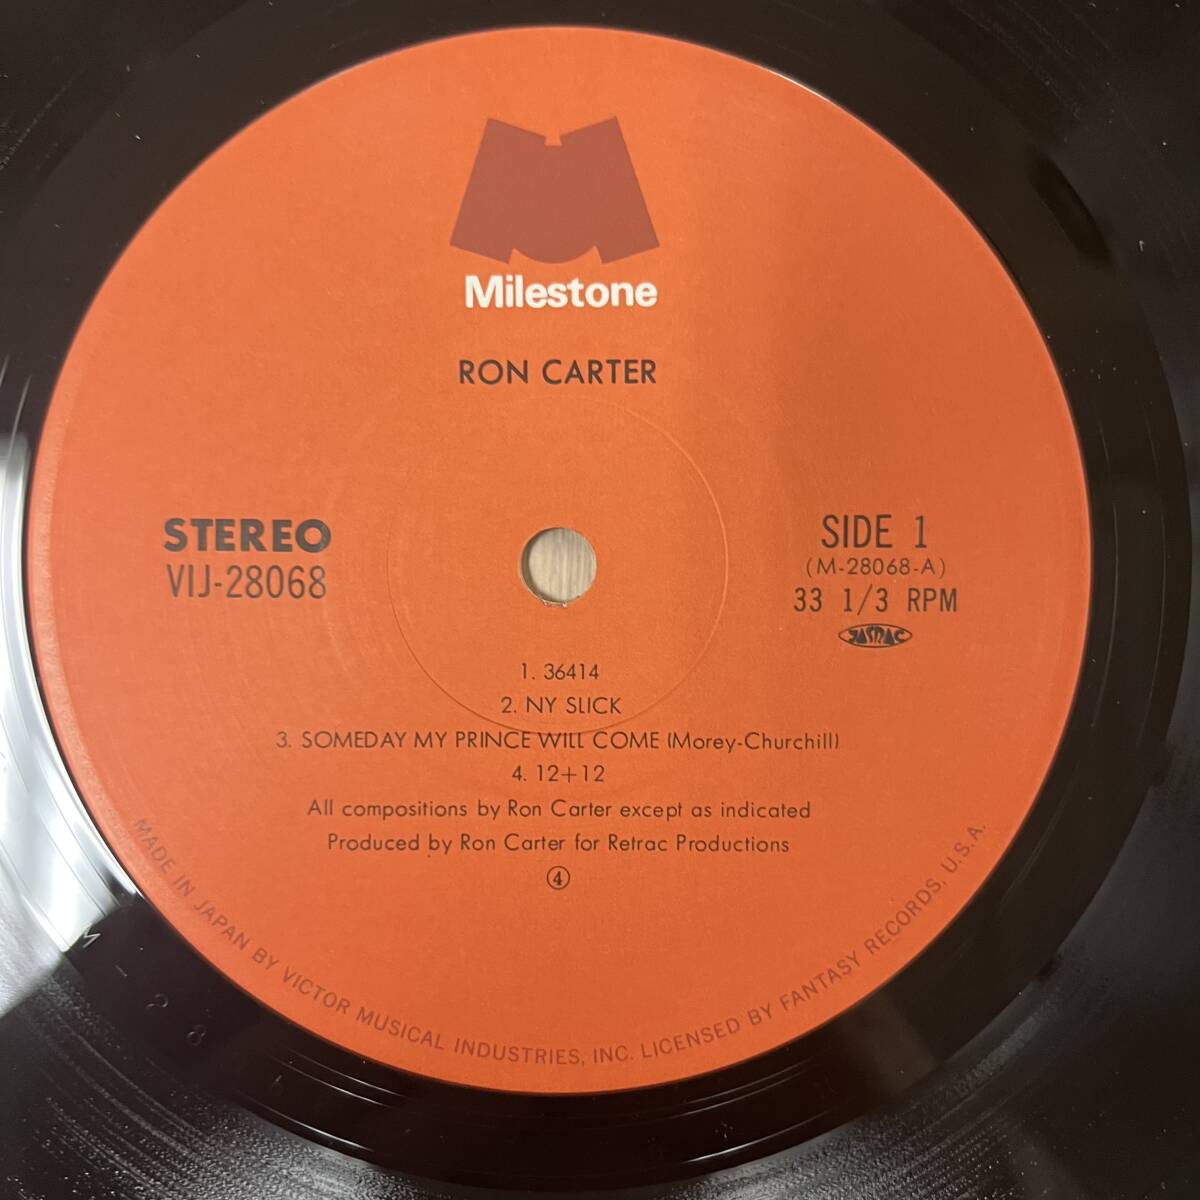 Milestone
RON CARTER
STEREO
VIJ-28068
SIDE 1
(M-28068-A)
33 1/3 RPM
JASRAC
1. 36414
2. NY SLICK
3. SOMEDAY MY PRINCE WILL COME (Morey-Churchill)
4. 12+12
All compositions by Ron Carter except as indicated
Produced by Ron Carter for Retrac Productions
④
MADE IN JAPAN BY VICTOR MUSICAL INDUSTRIES, INC. LICENSED BY FANTASY RECORDS, U.S.A.
M - 28